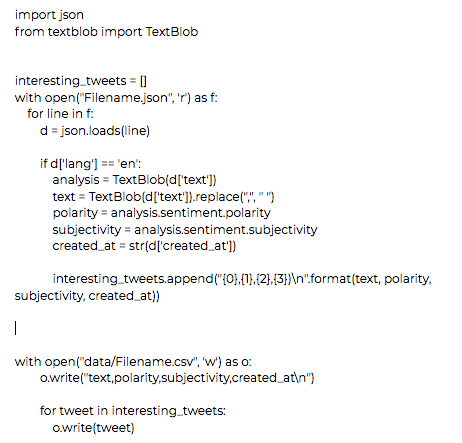 import json
from textblob import TextBlob
interesting_tweets = []
with open("Filename.json", 'r') as f:
for line in f:
d = json.loads(line)
if d['lang'] == 'en':
analysis = TextBlob(d['text'])
text = TextBlob(d['text']).replace(",", " ")
polarity = analysis.sentiment.polarity
subjectivity = analysis.sentiment.subjectivity
created_at = str(d['created_at'])
interesting_tweets.append("{0},{1},{2},{3})\n".format(text, polarity,
subjectivity, created_at))
with open("data/Filename.csv", 'w') as o:
o.write("text,polarity,subjectivity,created_at\n")
for tweet in interesting_tweets:
o.write(tweet)